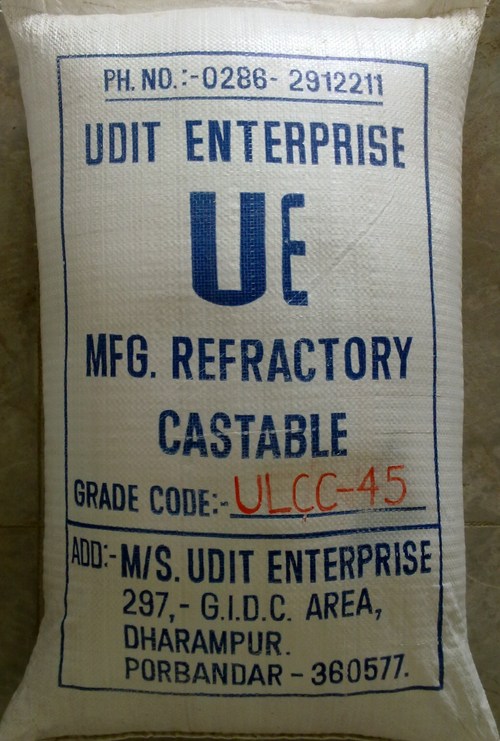 PH. NO.:-0286- 2912211
UDIT ENTERPRISE
UE
MFG. REFRACTORY
CASTABLE
GRADE CODE:- ULCC-45
ADD:- M/S. UDIT ENTERPRISE
297,- G.I.D.C. AREA,
DHARAMPUR.
PORBANDAR - 360577.